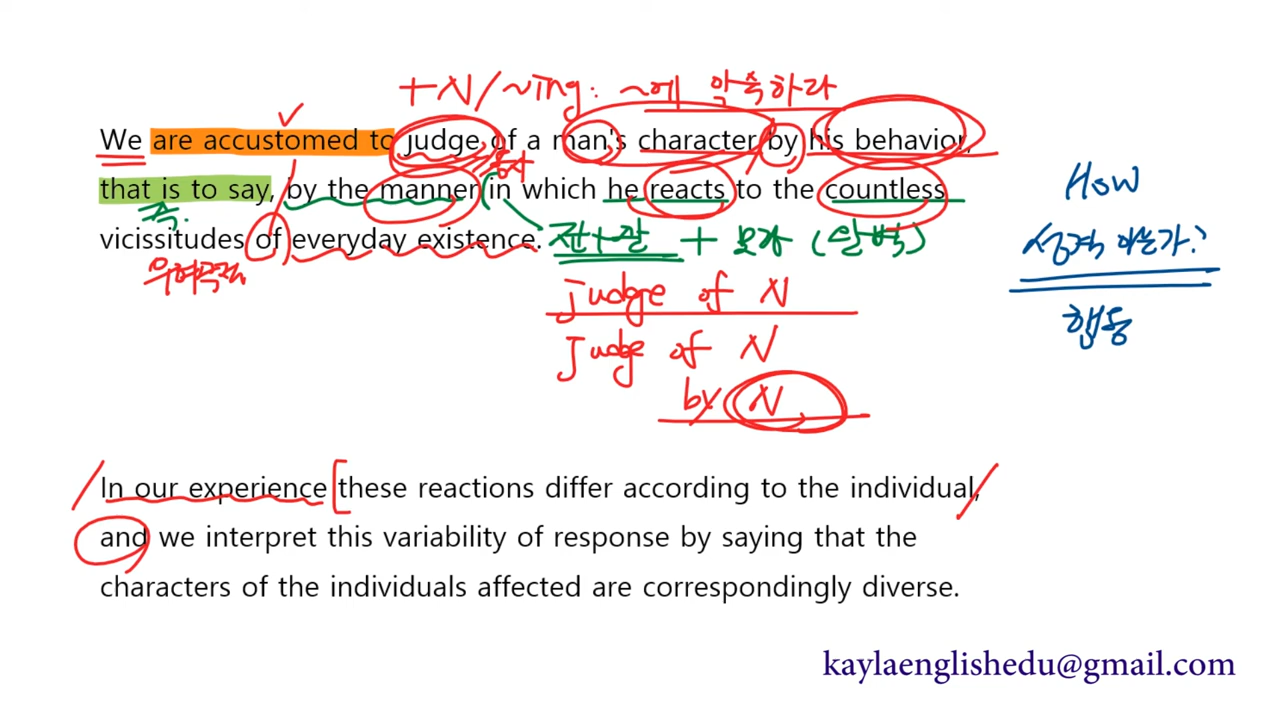 +N/~ing: ~에 익숙하라
We are accustomed to judge of a man's character by his behavior,
동사
that is to say, by the manner in which he reacts to the countless
즉.
vicissitudes of everyday existence.
우여곡절
전+관 + 모자 (완벽)
judge of N
Judge of N
by N
How
성격 아는가?
행동
In our experience [these reactions differ according to the individual,
and we interpret this variability of response by saying that the
characters of the individuals affected are correspondingly diverse.
kaylaenglishedu@gmail.com